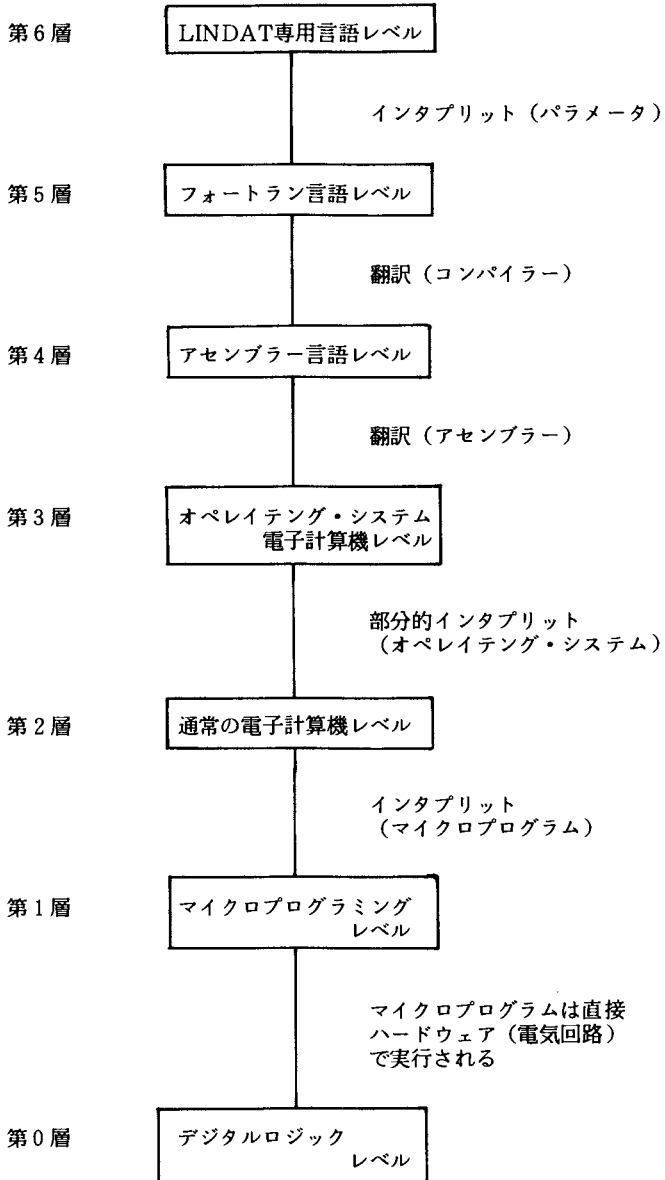 第6層
LINDAT専用言語レベル
インタプリット（パラメータ）
第5層
フォートラン言語レベル
翻訳（コンパイラー）
第4層
アセンブラー言語レベル
翻訳（アセンブラー）
第3層
オペレイテング・システム
電子計算機レベル
部分的インタプリット
（オペレイテング・システム）
第2層
通常の電子計算機レベル
インタプリット
（マイクロプログラム）
第1層
マイクロプログラミング
レベル
マイクロプログラムは直接
ハードウェア（電気回路）
で実行される
第0層
デジタルロジック
レベル